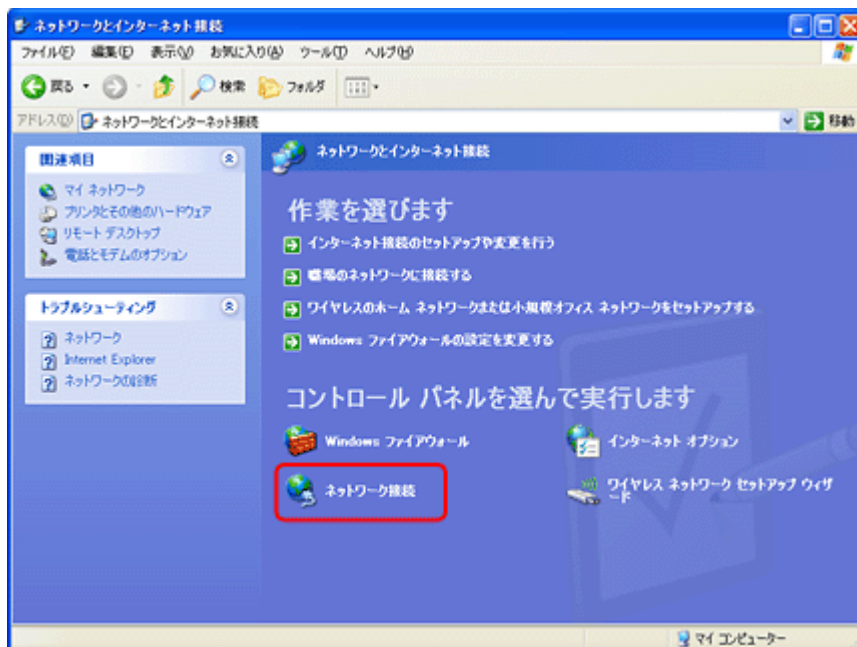 ネットワークとインターネット接続
ファイル(F) 編集(E) 表示(V) お気に入り(A) ツール(T) ヘルプ(H)
戻る 検索 フォルダ
アドレス(D) ネットワークとインターネット接続 移動
関連項目
マイ ネットワーク
プリンタとその他のハードウェア
リモート デスクトップ
電話とモデムのオプション
トラブルシューティング
ネットワーク
Internet Explorer
ネットワークの診断
ネットワークとインターネット接続
作業を選びます
インターネット接続のセットアップや変更を行う
職場のネットワークに接続する
ワイヤレスのホーム ネットワークまたは小規模オフィス ネットワークをセットアップする
Windows ファイアウォールの設定を変更する
コントロール パネルを選んで実行します
Windows ファイアウォール
インターネット オプション
ネットワーク接続
ワイヤレス ネットワーク セットアップ ウィザ
ード
マイ コンピューター